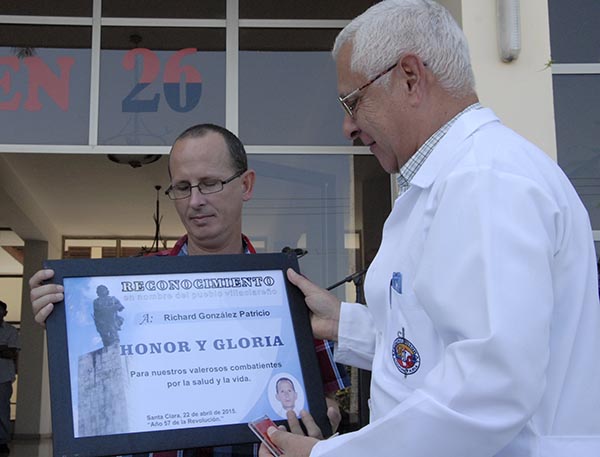 EN 26
RECONOCIMIENTO
en nombre del pueblo villaclareño
A: Richard González Patricio
HONOR Y GLORIA
Para nuestros valerosos combatientes
por la salud y la vida.
Santa Clara, 22 de abril de 2015.
"Año 57 de la Revolución."